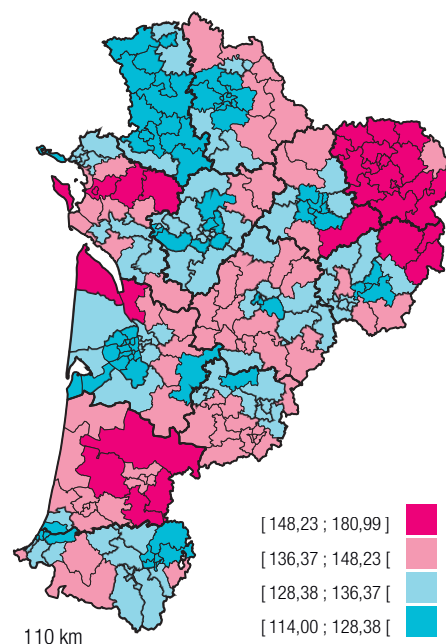 [ 148,23 ; 180,99 ]
[ 136,37 ; 148,23 [
[ 128,38 ; 136,37 [
[ 114,00 ; 128,38 [
110 km